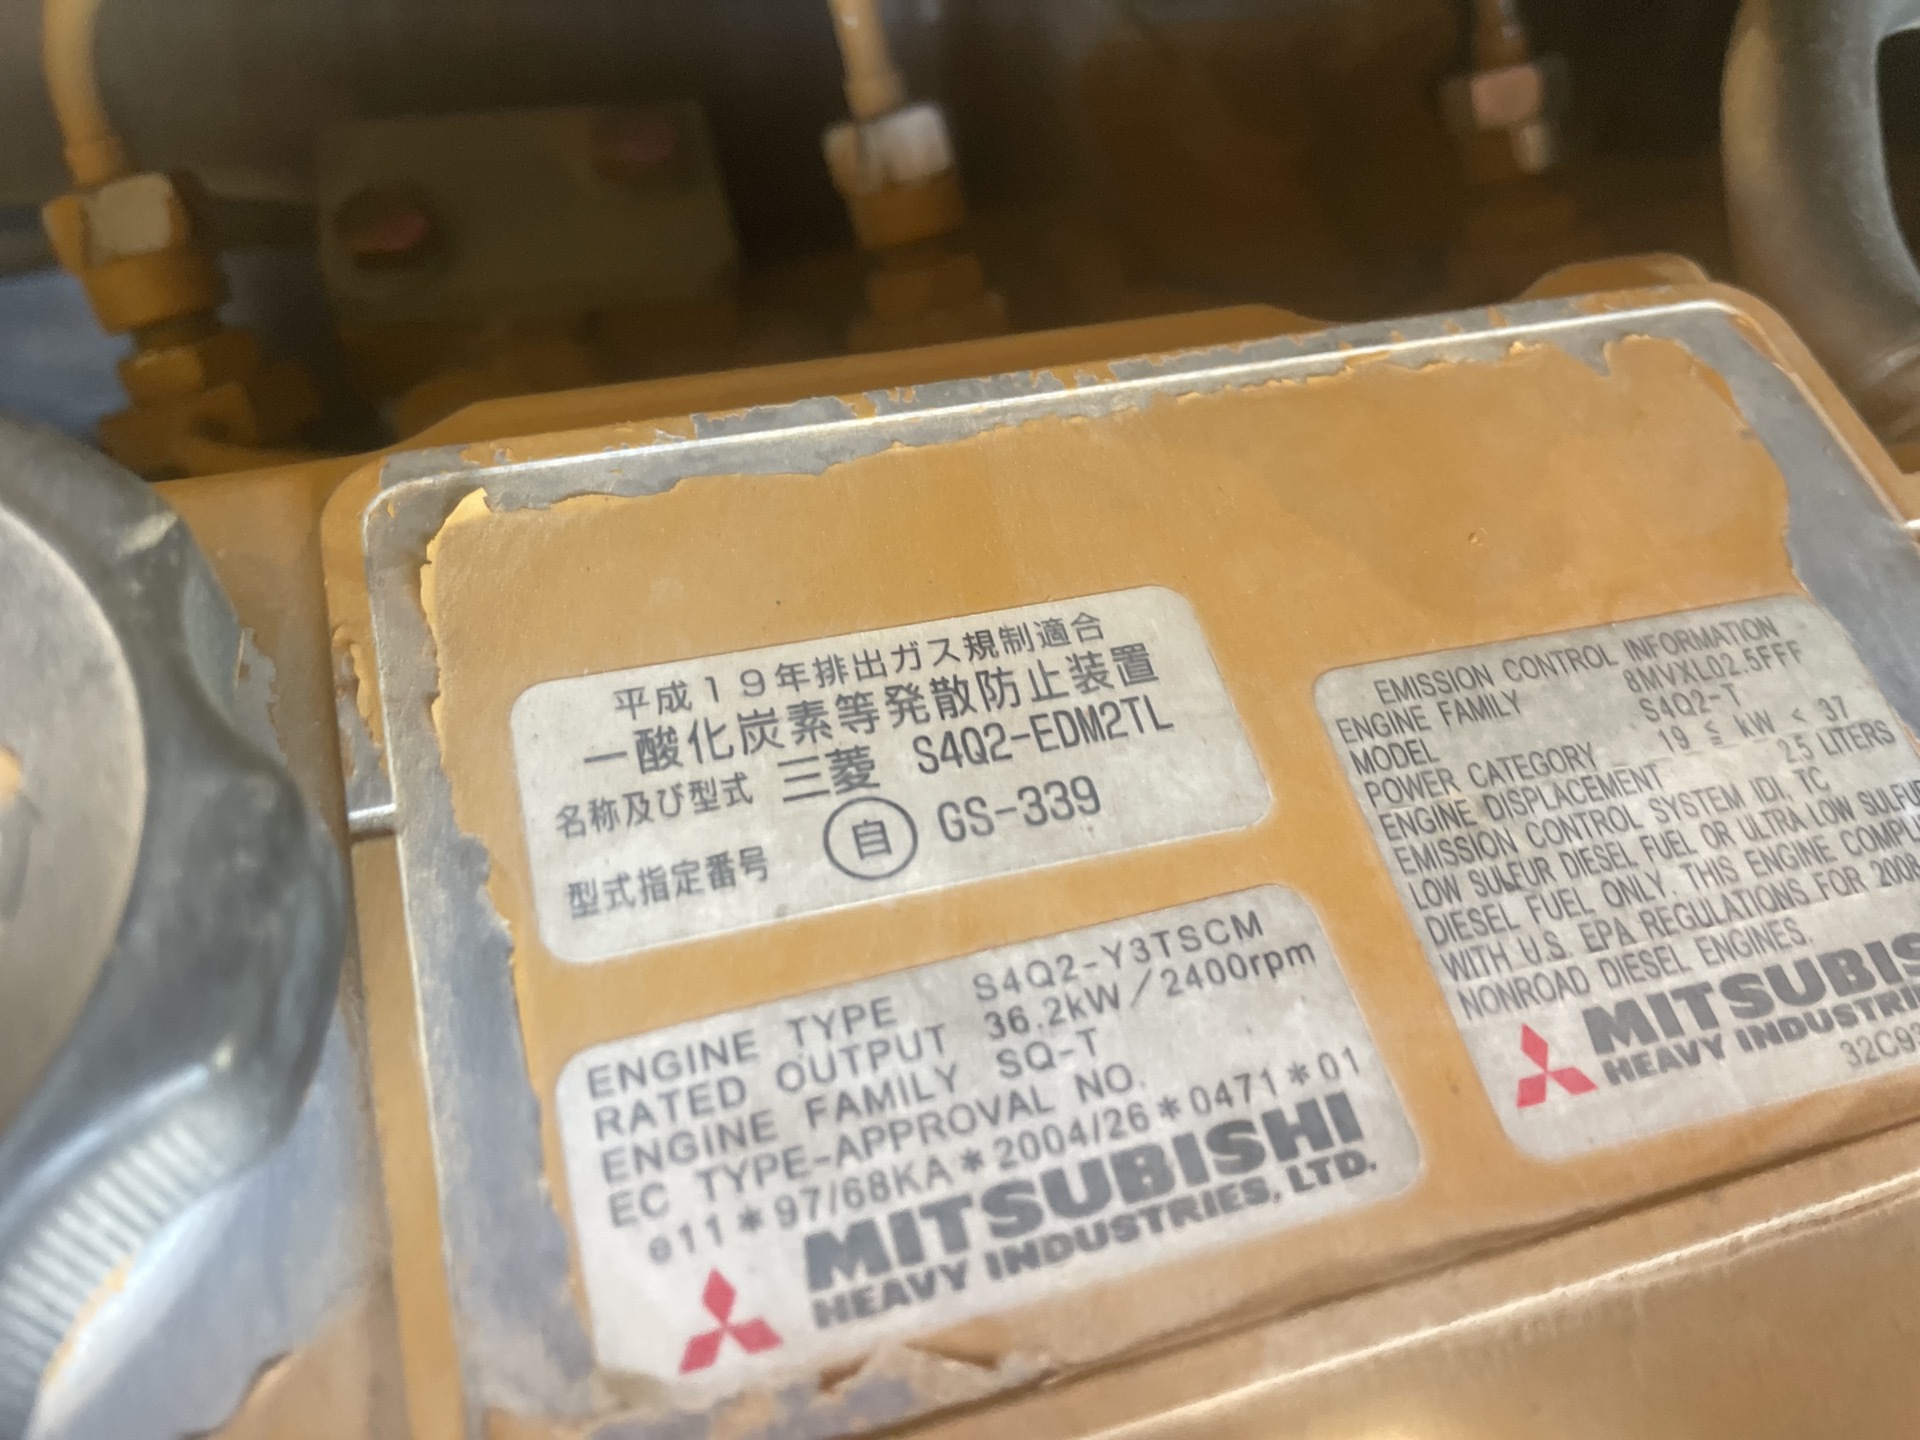 平成19年排出ガス規制適合
一酸化炭素等発散防止装置
名称及び型式 三菱 S4Q2-EDM2TL
型式指定番号 自 GS-339
ENGINE TYPE S4Q2-Y3TSCM
RATED OUTPUT 36.2kW/2400rpm
ENGINE FAMILY SQ-T
EC TYPE-APPROVAL NO.
e11*97/68KA*2004/26*0471*01
MITSUBISHI
HEAVY INDUSTRIES, LTD.
EMISSION CONTROL INFORMATION
ENGINE FAMILY 8MVXL02.5FFF
MODEL S4Q2-T
POWER CATEGORY 19 ≦ kW < 37
ENGINE DISPLACEMENT 2.5 LITERS
EMISSION CONTROL SYSTEM IDI, TC
LOW SULFUR DIESEL FUEL OR ULTRA LOW SULFU
DIESEL FUEL ONLY. THIS ENGINE COMPLI
WITH U.S. EPA REGULATIONS FOR 2008
NONROAD DIESEL ENGINES.
MITSUBIS
HEAVY INDUSTRI
32C93